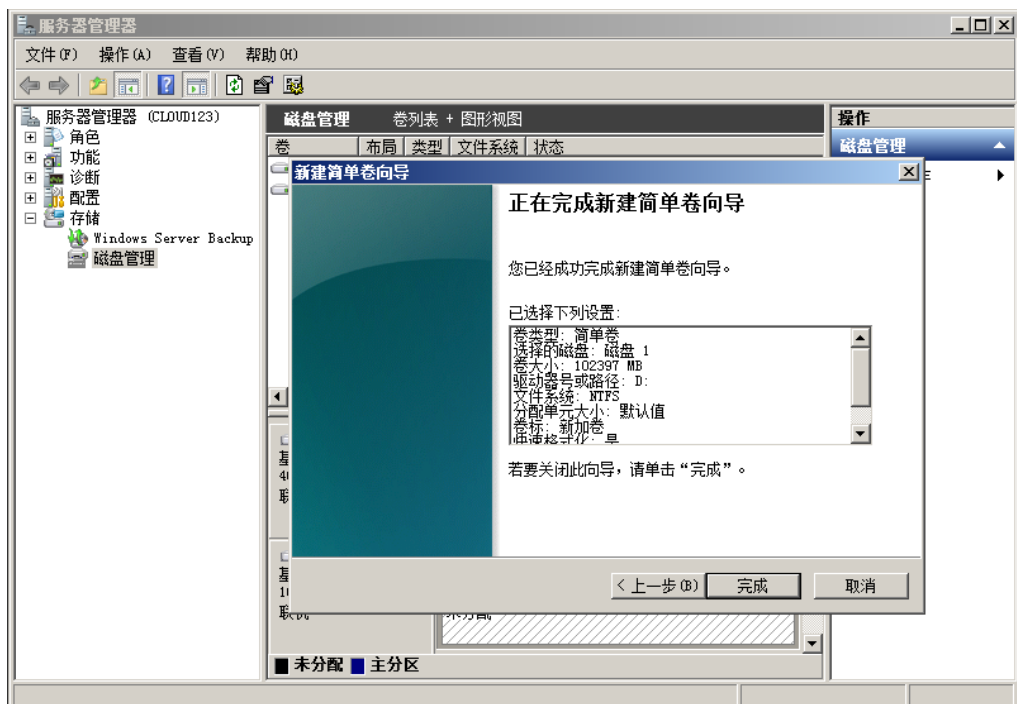 服务器管理器
文件(F) 操作(A) 查看(V) 帮助(H)
服务器管理器 (CLOUD123)
角色
功能
诊断
配置
存储
Windows Server Backup
磁盘管理
磁盘管理 卷列表 + 图形视图
卷 布局 类型 文件系统 状态
操作
磁盘管理
新建简单卷向导
正在完成新建简单卷向导
您已经成功完成新建简单卷向导。
已选择下列设置:
卷类型: 简单卷
选择的磁盘: 磁盘 1
卷大小: 102397 MB
驱动器号或路径: D:
文件系统: NTFS
分配单元大小: 默认值
卷标: 新加卷
快速格式化: 是
若要关闭此向导，请单击“完成”。
< 上一步(B) 完成 取消
基
联
基
联机
未分配
未分配 主分区